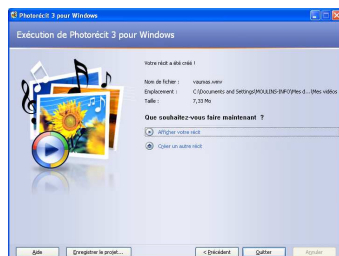 Photorécit 3 pour Windows
Exécution de Photorécit 3 pour Windows
Votre récit a été créé !
Nom de fichier : vaumas.wmv
Emplacement : C:\Documents and Settings\MOULINS-INFO\Mes d...\Mes vidéos
Taille : 7,33 Mo
Que souhaitez-vous faire maintenant ?
Afficher votre récit
Créer un autre récit
Aide
Enregistrer le projet...
< Précédent
Quitter
Annuler